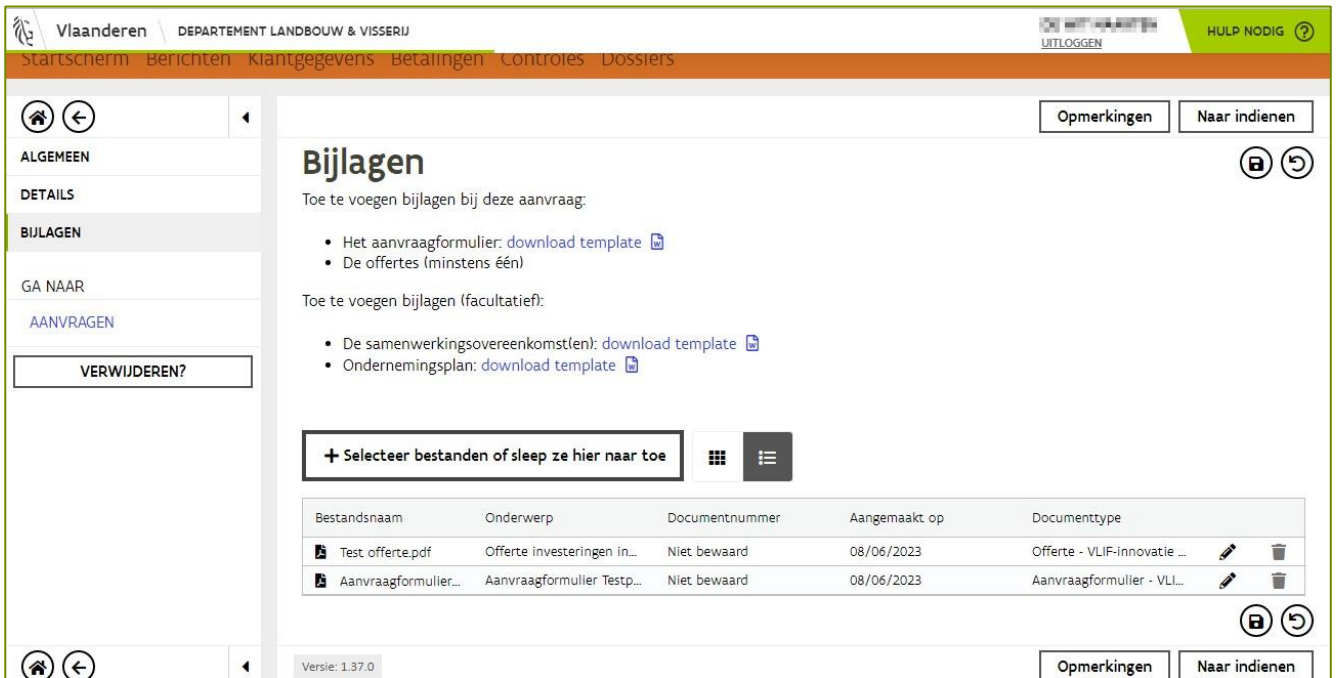 Vlaanderen
DEPARTEMENT LANDBOUW & VISSERIJ
UITLOGGEN
HULP NODIG ?
Startscherm Berichten Klantgegevens Betalingen Controles Dossiers
Opmerkingen Naar indienen
ALGEMEEN
DETAILS
BIJLAGEN
GA NAAR
AANVRAGEN
VERWIJDEREN?
Bijlagen
Toe te voegen bijlagen bij deze aanvraag:
• Het aanvraagformulier: download template
• De offertes (minstens één)
Toe te voegen bijlagen (facultatief):
• De samenwerkingsovereenkomst(en): download template
• Ondernemingsplan: download template
+ Selecteer bestanden of sleep ze hier naar toe
Bestandsnaam Onderwerp Documentnummer Aangemaakt op Documenttype
Test offerte.pdf Offerte investeringen in... Niet bewaard 08/06/2023 Offerte - VLIF-innovatie ...
Aanvraagformulier... Aanvraagformulier Testp... Niet bewaard 08/06/2023 Aanvraagformulier - VLI...
Versie: 1.37.0
Opmerkingen Naar indienen